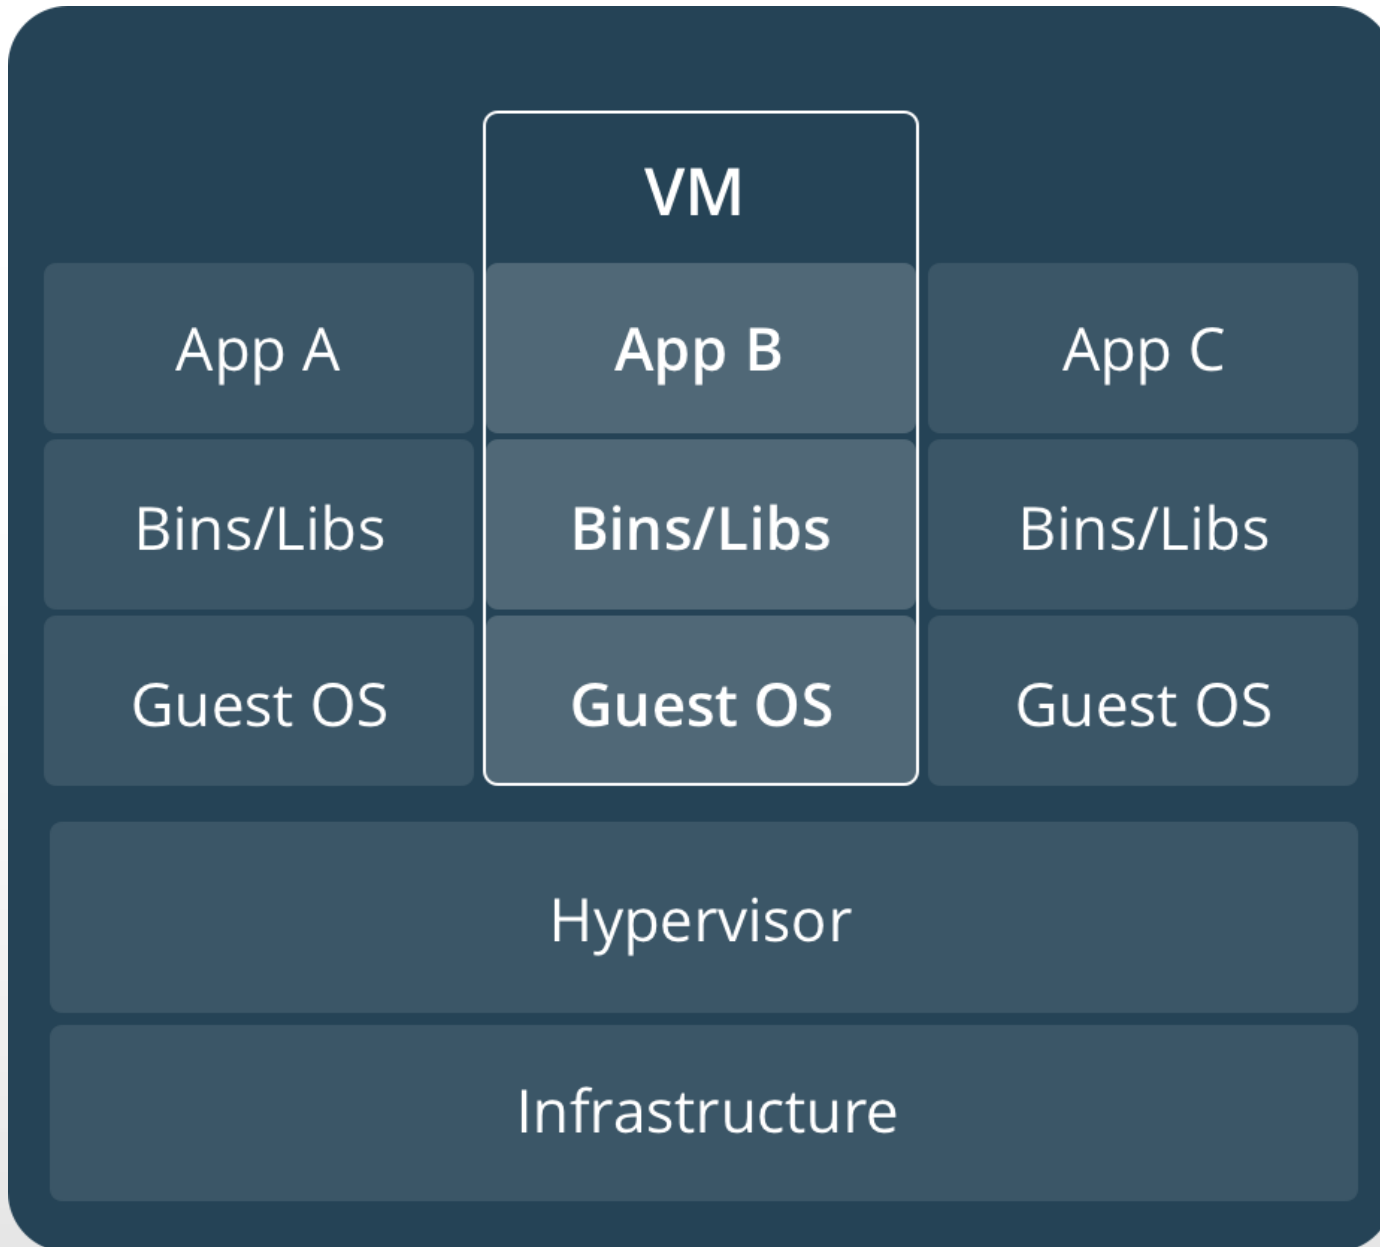 VM
App A App B App C
Bins/Libs Bins/Libs Bins/Libs
Guest OS Guest OS Guest OS
Hypervisor
Infrastructure